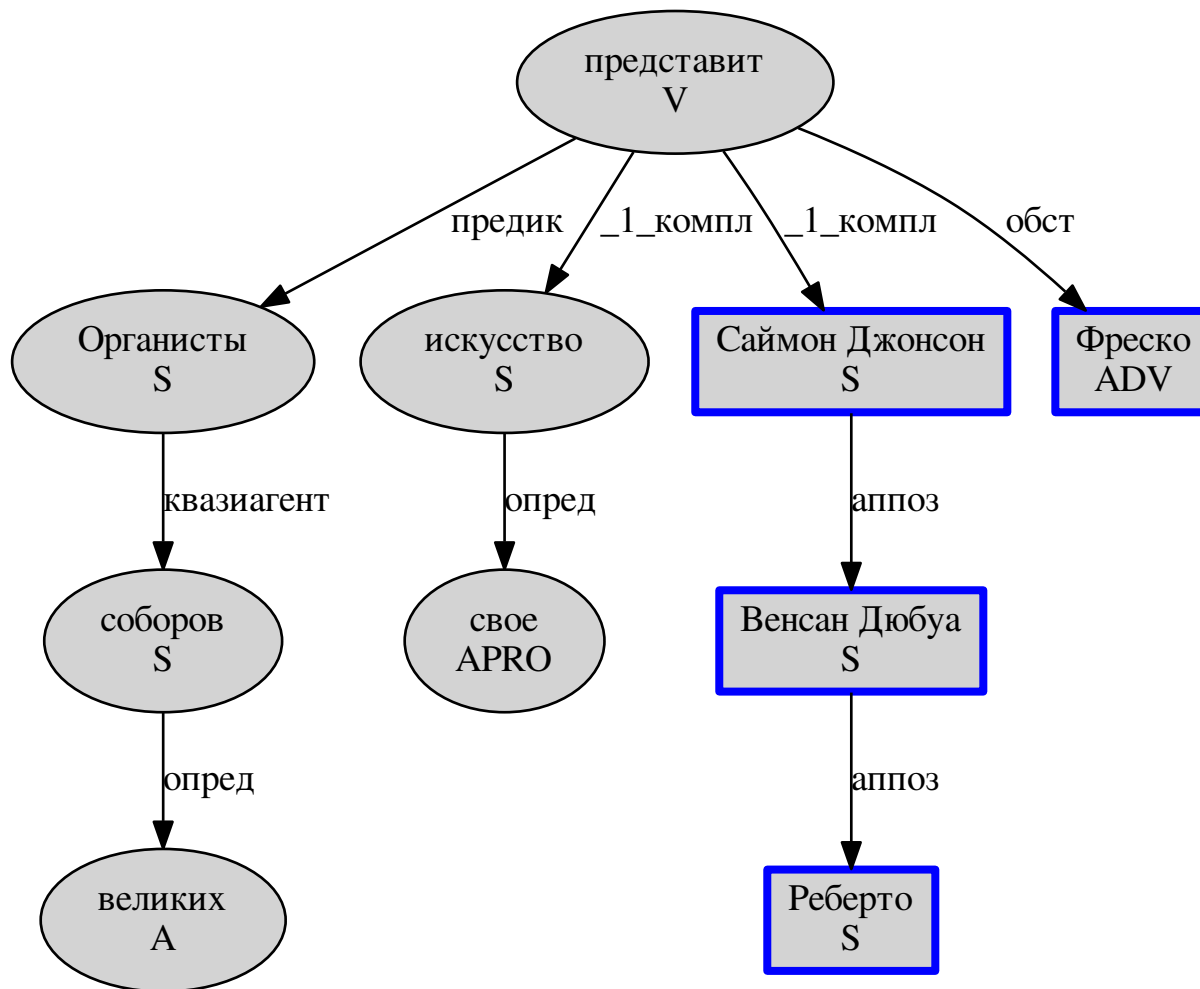 представит
V
предик
_1_компл
_1_компл
обст
Органисты
S
искусство
S
Саймон Джонсон
S
Фреско
ADV
квазиагент
опред
аппоз
соборов
S
свое
APRO
Венсан Дюбуа
S
опред
аппоз
великих
A
Реберто
S